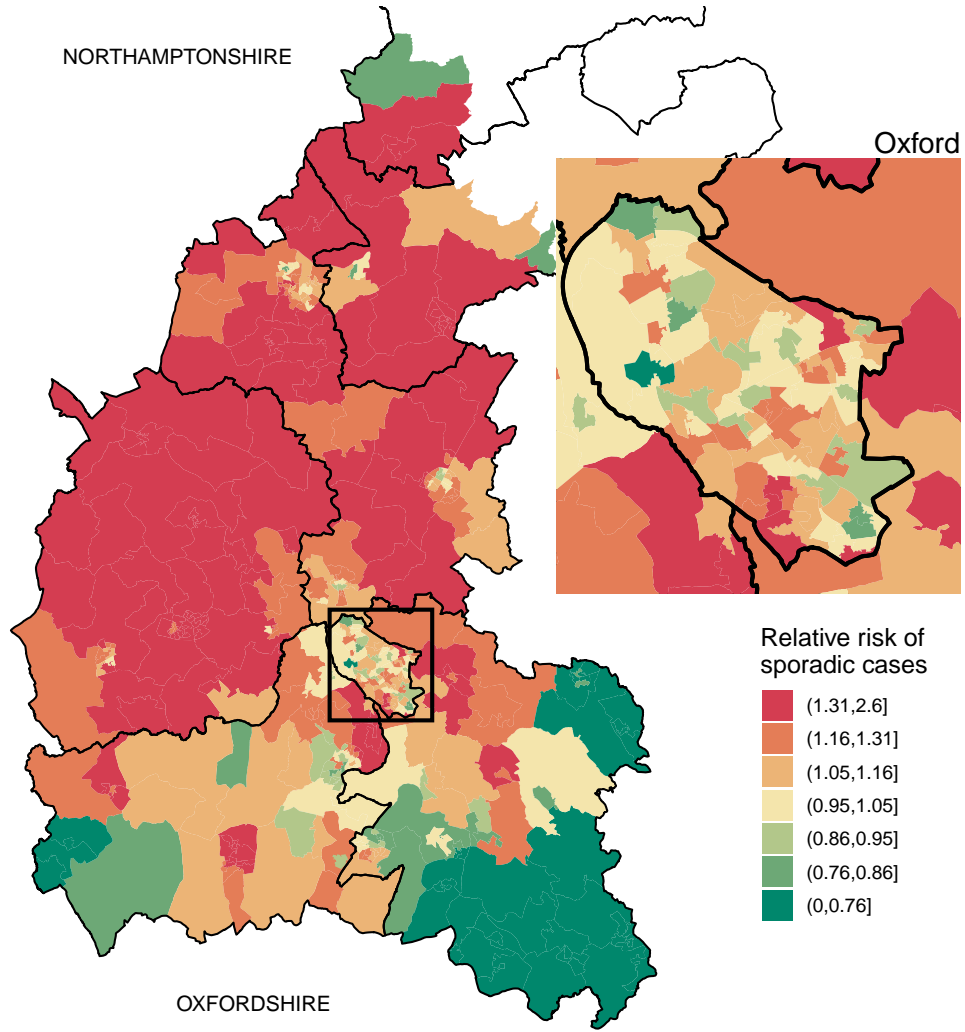 NORTHAMPTONSHIRE
Oxford
Relative risk of
sporadic cases
(1.31,2.6]
(1.16,1.31]
(1.05,1.16]
(0.95,1.05]
(0.86,0.95]
(0.76,0.86]
(0,0.76]
OXFORDSHIRE